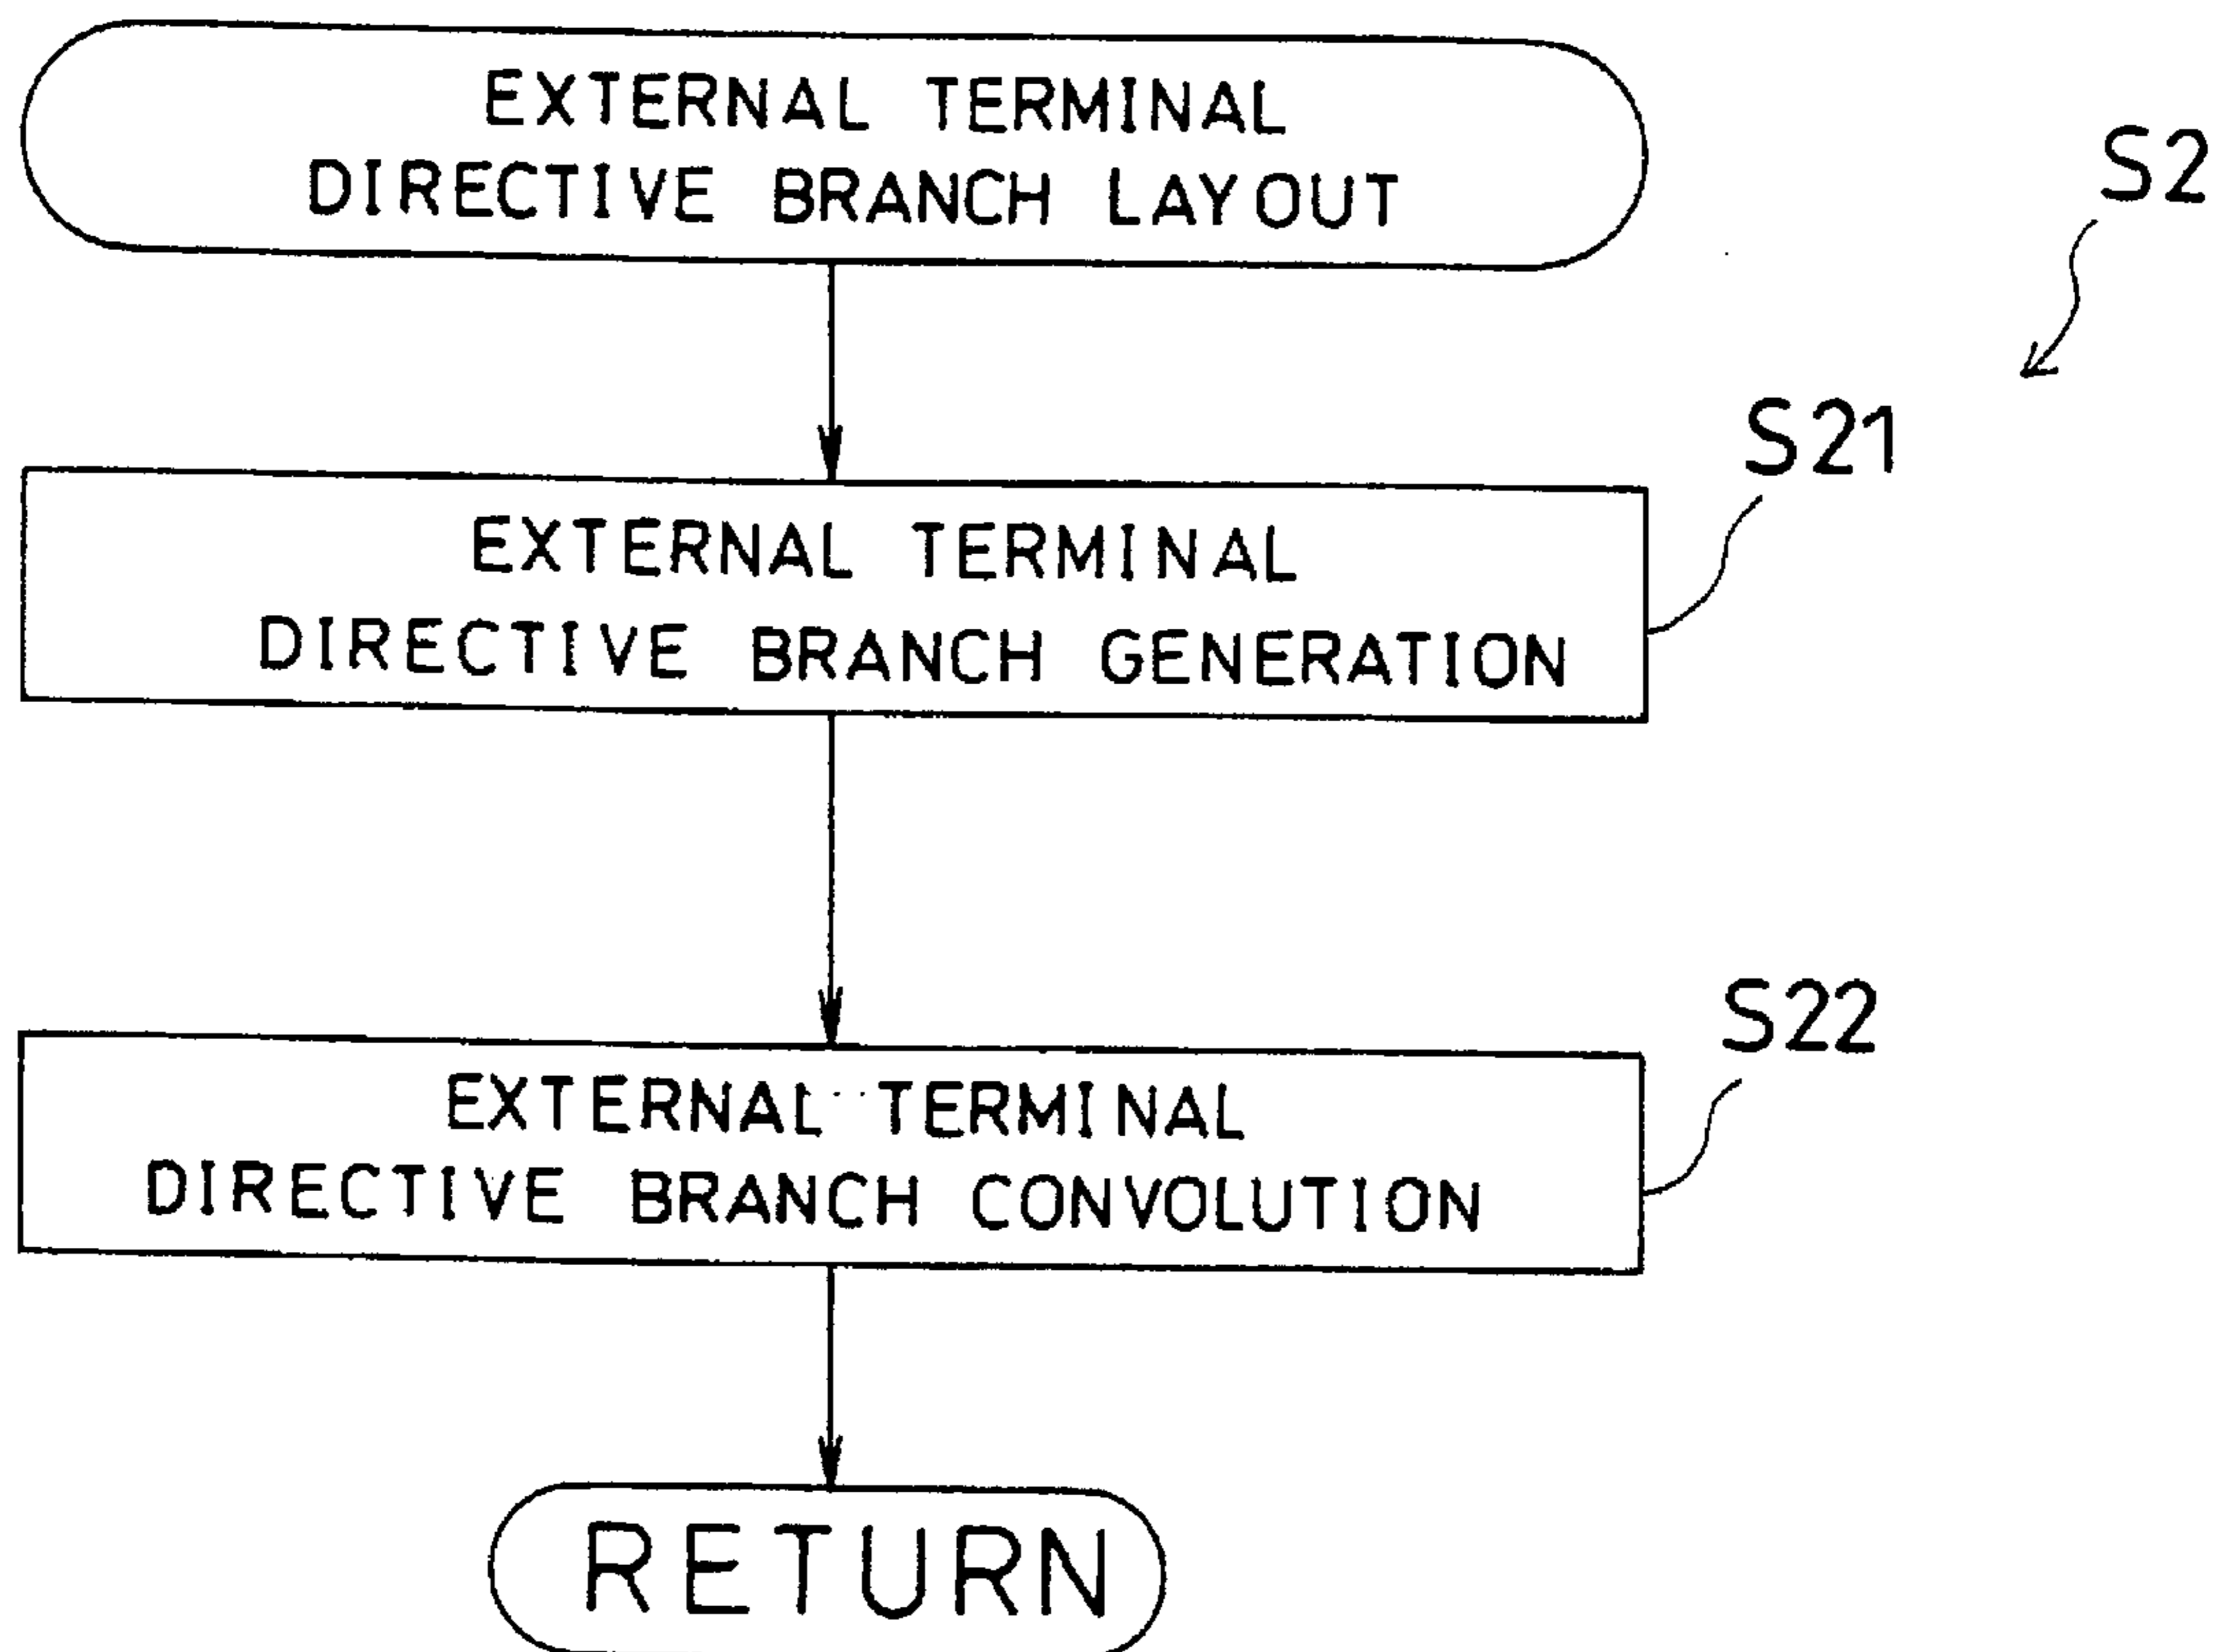 EXTERNAL TERMINAL
DIRECTIVE BRANCH LAYOUT
S2
S21
EXTERNAL TERMINAL
DIRECTIVE BRANCH GENERATION
S22
EXTERNAL TERMINAL
DIRECTIVE BRANCH CONVOLUTION
RETURN